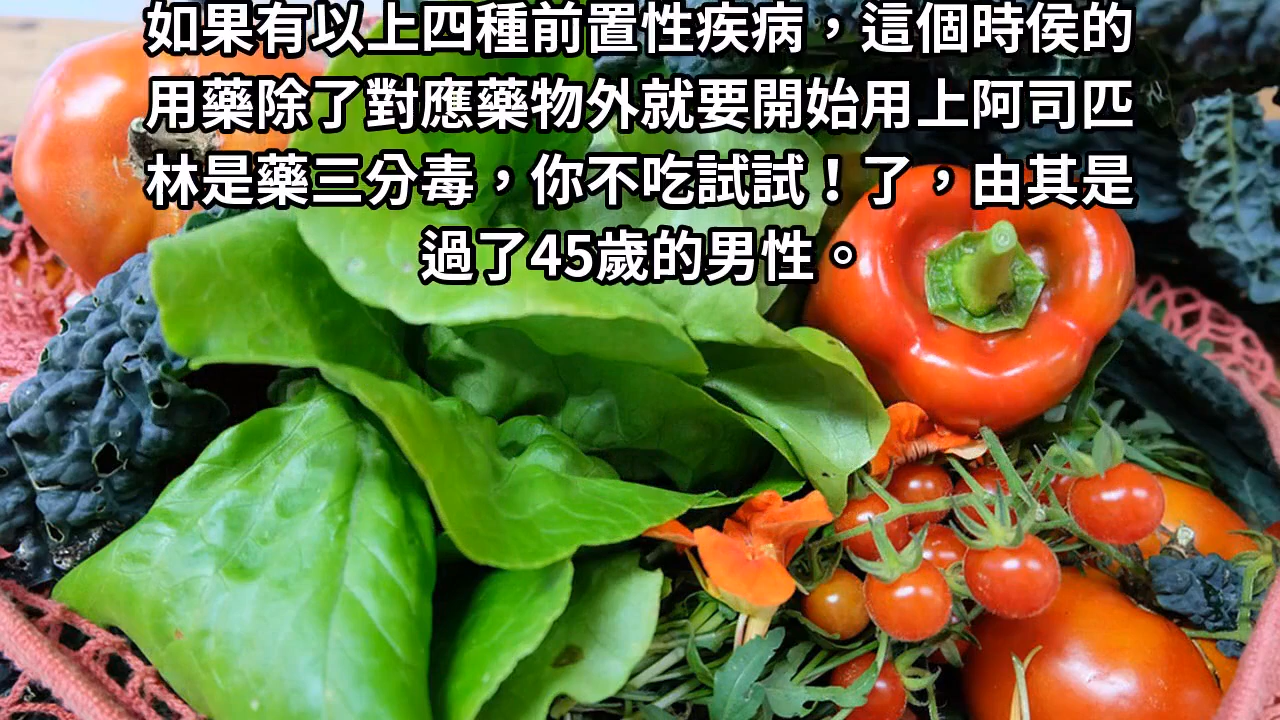 如果有以上四種前置性疾病，這個時侯的
用藥除了對應藥物外就要開始用上阿司匹
林是藥三分毒，你不吃試試！了，由其是
過了45歲的男性。